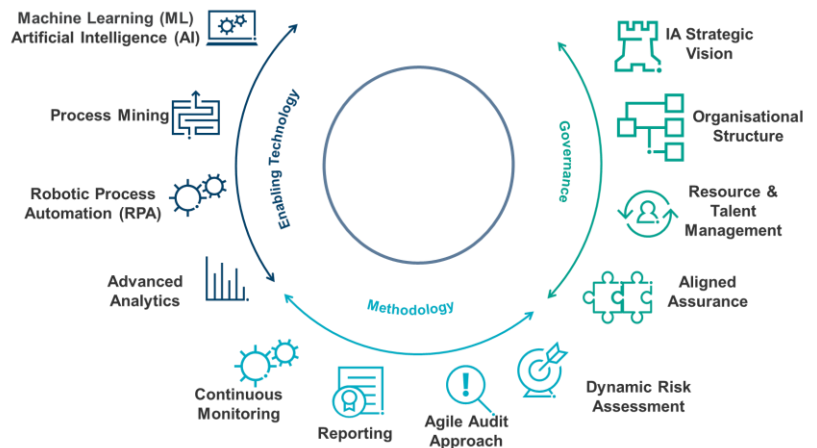 Machine Learning (ML)
Artificial Intelligence (AI)
Process Mining
Robotic Process
Automation (RPA)
Advanced
Analytics
Enabling Technology
Continuous
Monitoring
Reporting
Agile Audit
Approach
Dynamic Risk
Assessment
Methodology
IA Strategic
Vision
Organisational
Structure
Resource &
Talent
Management
Aligned
Assurance
Governance